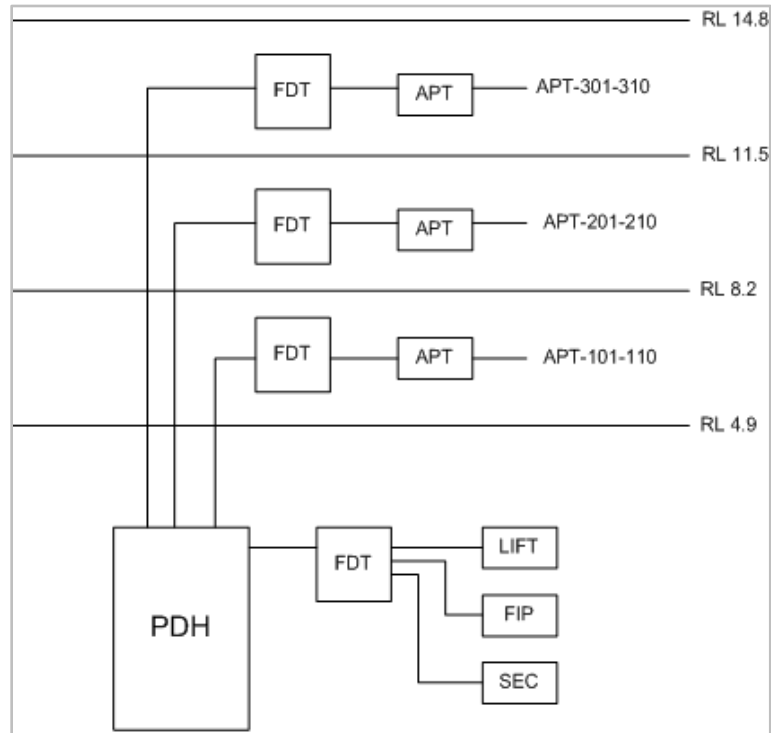 RL 14.8
FDT
APT
APT-301-310
RL 11.5
FDT
APT
APT-201-210
RL 8.2
FDT
APT
APT-101-110
RL 4.9
PDH
FDT
LIFT
FIP
SEC